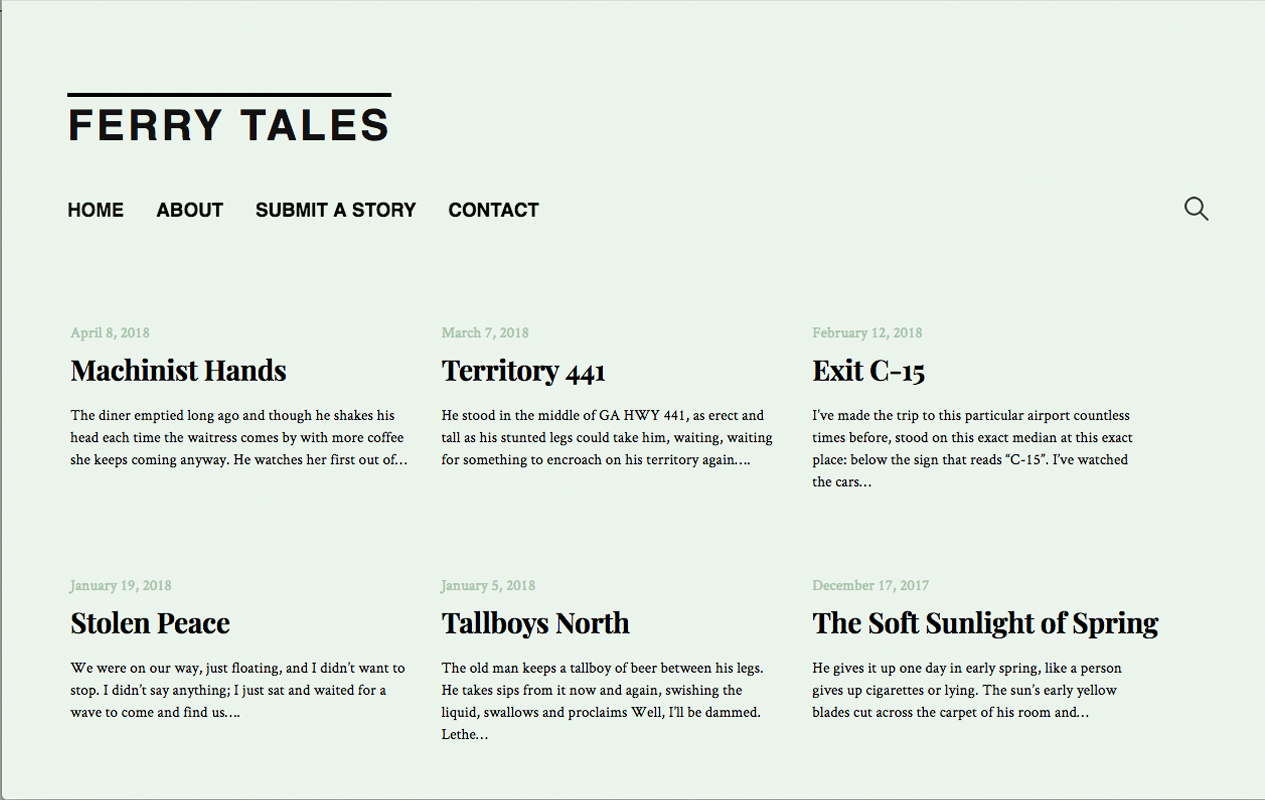 FERRY TALES
HOME ABOUT SUBMIT A STORY CONTACT
April 8, 2018
Machinist Hands
The diner emptied long ago and though he shakes his
head each time the waitress comes by with more coffee
she keeps coming anyway. He watches her first out of…
March 7, 2018
Territory 441
He stood in the middle of GA HWY 441, as erect and
tall as his stunted legs could take him, waiting, waiting
for something to encroach on his territory again.…
February 12, 2018
Exit C-15
I’ve made the trip to this particular airport countless
times before, stood on this exact median at this exact
place: below the sign that reads “C-15”. I’ve watched
the cars…
January 19, 2018
Stolen Peace
We were on our way, just floating, and I didn’t want to
stop. I didn’t say anything; I just sat and waited for a
wave to come and find us.…
January 5, 2018
Tallboys North
The old man keeps a tallboy of beer between his legs.
He takes sips from it now and again, swishing the
liquid, swallows and proclaims Well, I’ll be dammed.
Lethe…
December 17, 2017
The Soft Sunlight of Spring
He gives it up one day in early spring, like a person
gives up cigarettes or lying. The sun’s early yellow
blades cut across the carpet of his room and…